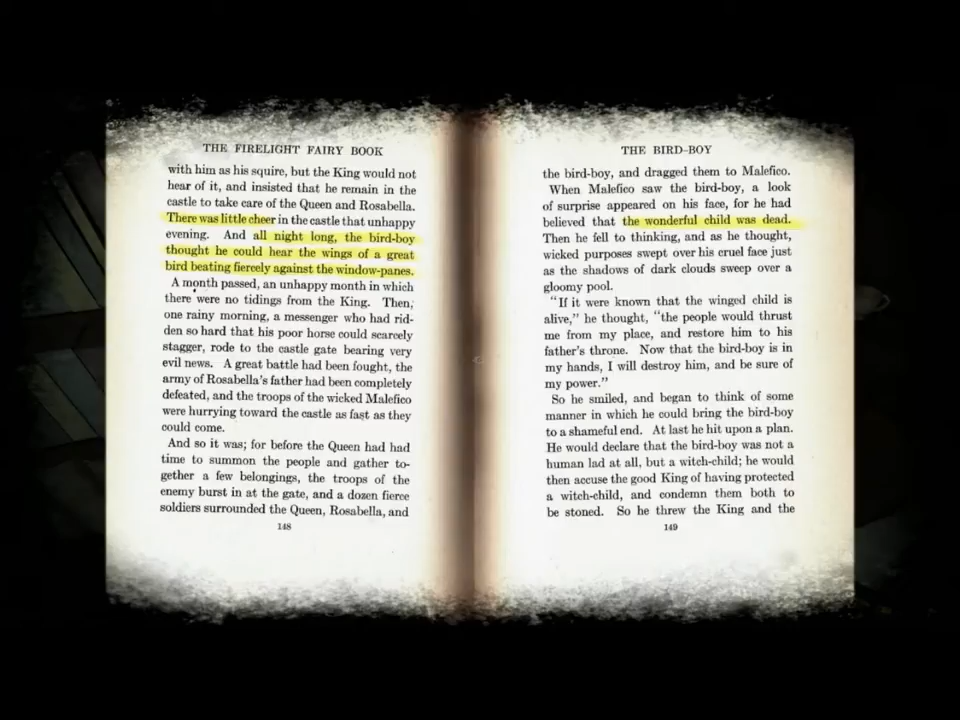 THE FIRELIGHT FAIRY BOOK
with him as his squire, but the King would not
hear of it, and insisted that he remain in the
castle to take care of the Queen and Rosabella.
There was little cheer in the castle that unhappy
evening. And all night long, the bird-boy
thought he could hear the wings of a great
bird beating fiercely against the window-panes.
A month passed, an unhappy month in which
there were no tidings from the King. Then,
one rainy morning, a messenger who had rid-
den so hard that his poor horse could scarcely
stagger, rode to the castle gate bearing very
evil news. A great battle had been fought, the
army of Rosabella's father had been completely
defeated, and the troops of the wicked Malefico
were hurrying toward the castle as fast as they
could come.
And so it was; for before the Queen had had
time to summon the people and gather to-
gether a few belongings, the troops of the
enemy burst in at the gate, and a dozen fierce
soldiers surrounded the Queen, Rosabella, and
148
THE BIRD-BOY
the bird-boy, and dragged them to Malefico.
When Malefico saw the bird-boy, a look
of surprise appeared on his face, for he had
believed that the wonderful child was dead.
Then he fell to thinking, and as he thought,
wicked purposes swept over his cruel face just
as the shadows of dark clouds sweep over a
gloomy pool.
"If it were known that the winged child is
alive," he thought, "the people would thrust
me from my place, and restore him to his
father's throne. Now that the bird-boy is in
my hands, I will destroy him, and be sure of
my power."
So he smiled, and began to think of some
manner in which he could bring the bird-boy
to a shameful end. At last he hit upon a plan.
He would declare that the bird-boy was not a
human lad at all, but a witch-child; he would
then accuse the good King of having protected
a witch-child, and condemn them both to
be stoned. So he threw the King and the
149